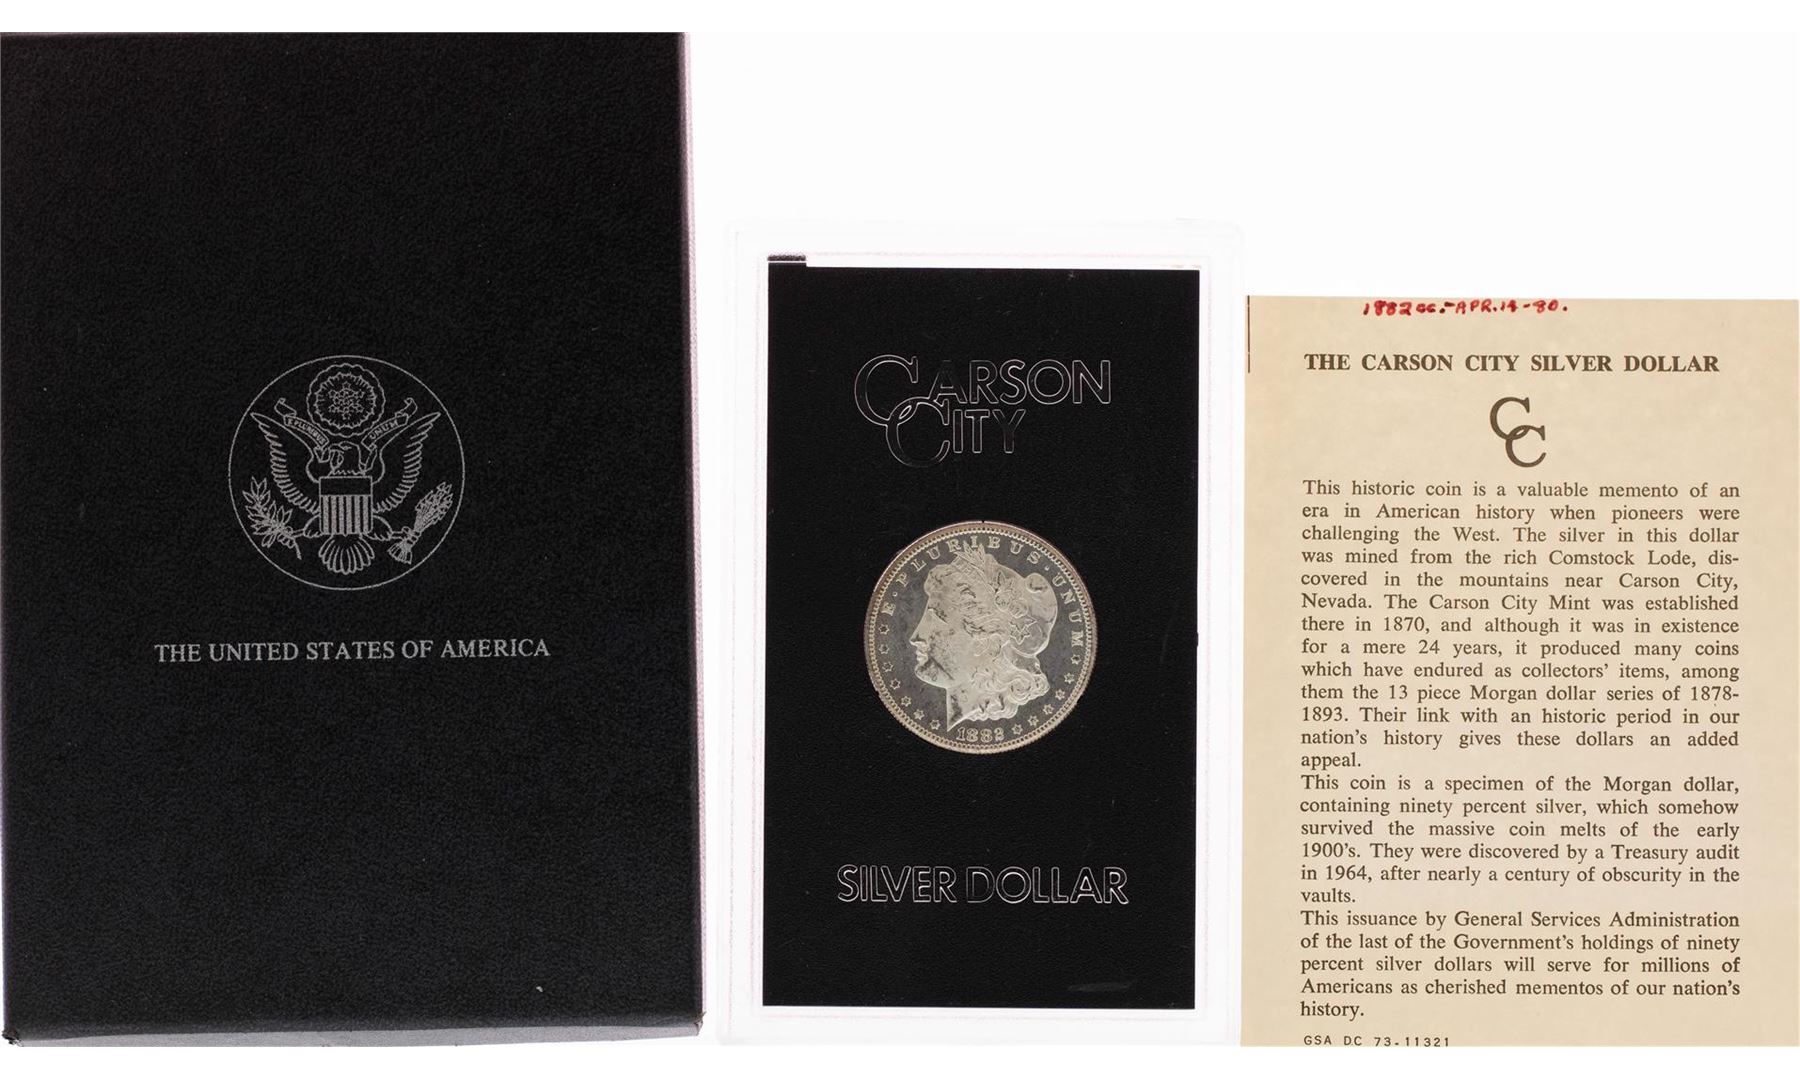 E PLURIBUS UNUM
THE UNITED STATES OF AMERICA
CARSON
CITY
E·PLURIBUS·UNUM
1882
SILVER DOLLAR
1882 cc.-APR.14-80.
THE CARSON CITY SILVER DOLLAR
CC
This historic coin is a valuable memento of an
era in American history when pioneers were
challenging the West. The silver in this dollar
was mined from the rich Comstock Lode, dis-
covered in the mountains near Carson City,
Nevada. The Carson City Mint was established
there in 1870, and although it was in existence
for a mere 24 years, it produced many coins
which have endured as collectors' items, among
them the 13 piece Morgan dollar series of 1878-
1893. Their link with an historic period in our
nation's history gives these dollars an added
appeal.
This coin is a specimen of the Morgan dollar,
containing ninety percent silver, which somehow
survived the massive coin melts of the early
1900's. They were discovered by a Treasury audit
in 1964, after nearly a century of obscurity in the
vaults.
This issuance by General Services Administration
of the last of the Government's holdings of ninety
percent silver dollars will serve for millions of
Americans as cherished mementos of our nation's
history.
GSA DC 73-11321